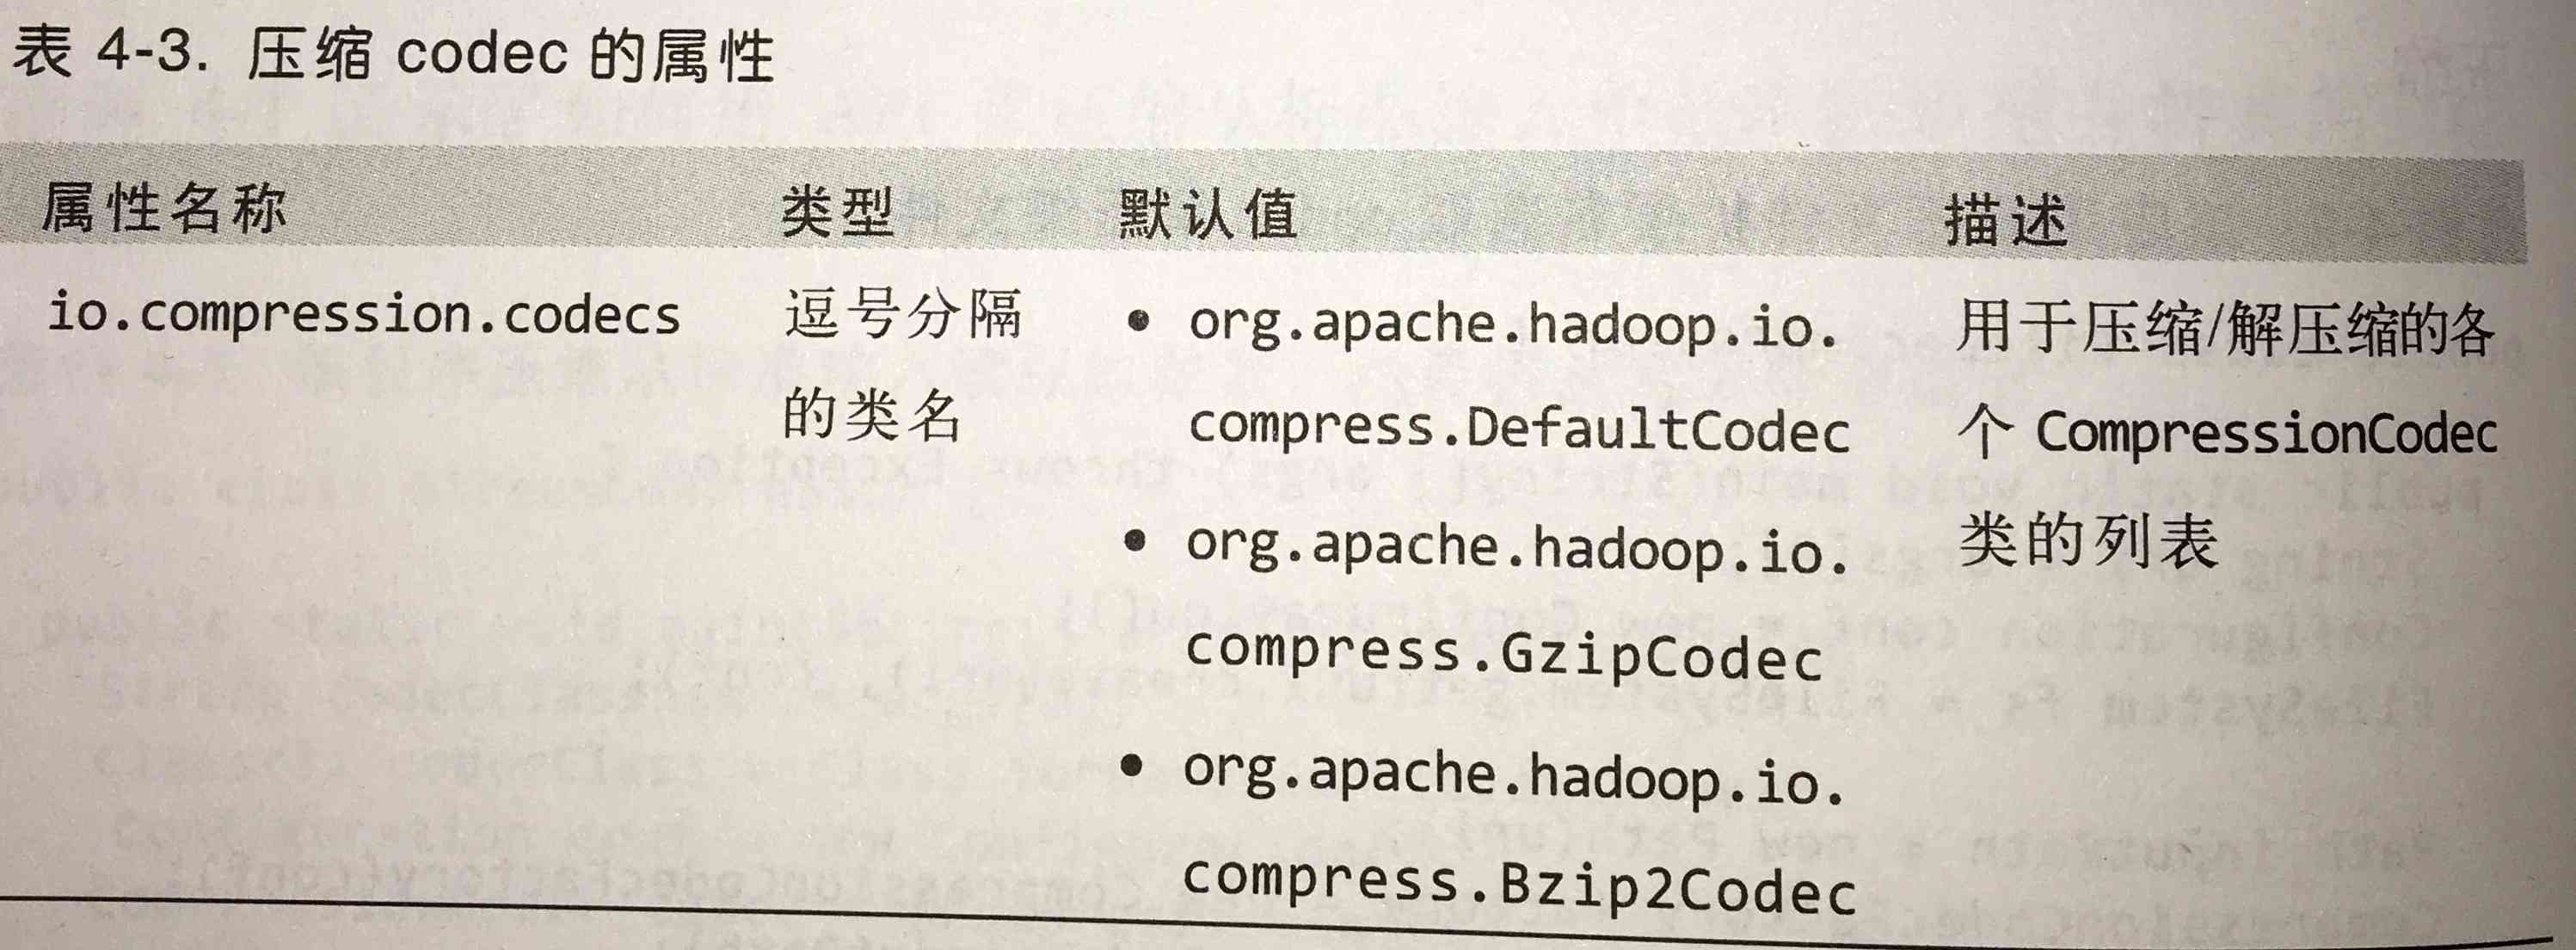 表 4-3. 压缩 codec 的属性
属性名称 类型 默认值 描述
io.compression.codecs 逗号分隔 • org.apache.hadoop.io. 用于压缩/解压缩的各
的类名 compress.DefaultCodec 个 CompressionCodec
• org.apache.hadoop.io. 类的列表
compress.GzipCodec
• org.apache.hadoop.io.
compress.Bzip2Codec